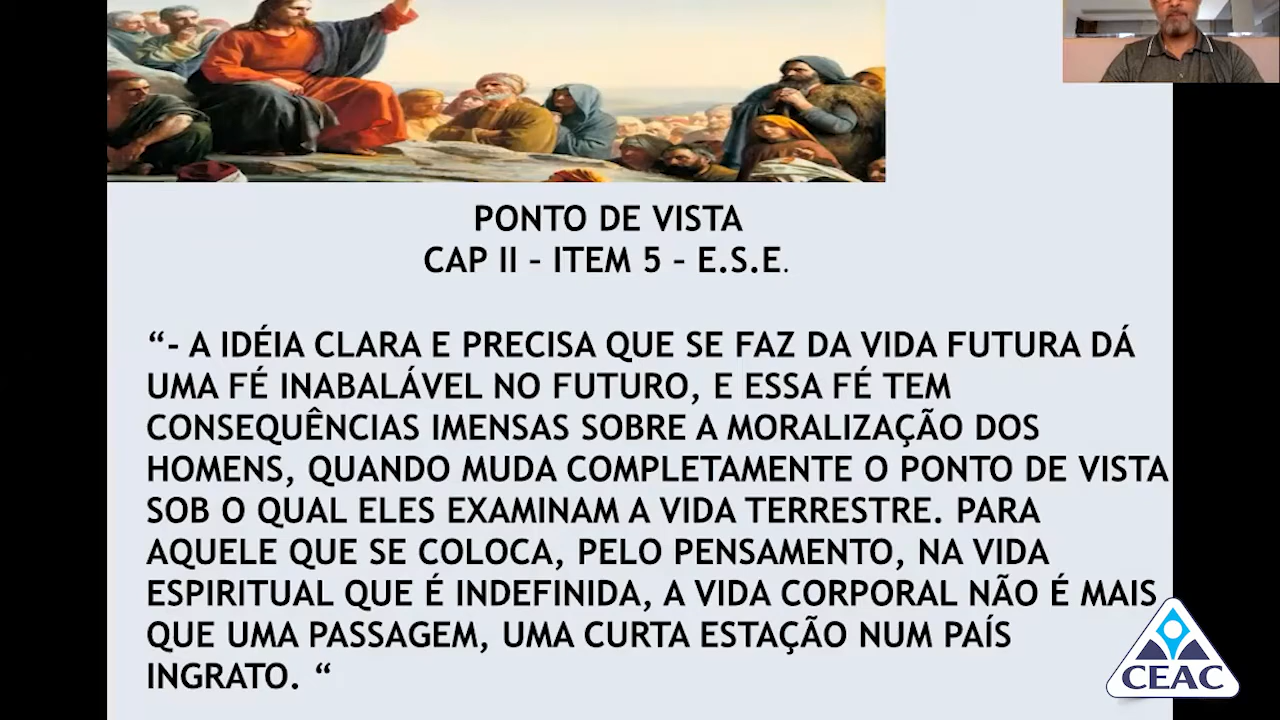 PONTO DE VISTA
CAP II – ITEM 5 – E.S.E.
“- A IDÉIA CLARA E PRECISA QUE SE FAZ DA VIDA FUTURA DÁ
UMA FÉ INABALÁVEL NO FUTURO, E ESSA FÉ TEM
CONSEQUÊNCIAS IMENSAS SOBRE A MORALIZAÇÃO DOS
HOMENS, QUANDO MUDA COMPLETAMENTE O PONTO DE VISTA
SOB O QUAL ELES EXAMINAM A VIDA TERRESTRE. PARA
AQUELE QUE SE COLOCA, PELO PENSAMENTO, NA VIDA
ESPIRITUAL QUE É INDEFINIDA, A VIDA CORPORAL NÃO É MAIS
QUE UMA PASSAGEM, UMA CURTA ESTAÇÃO NUM PAÍS
INGRATO. “
CEAC